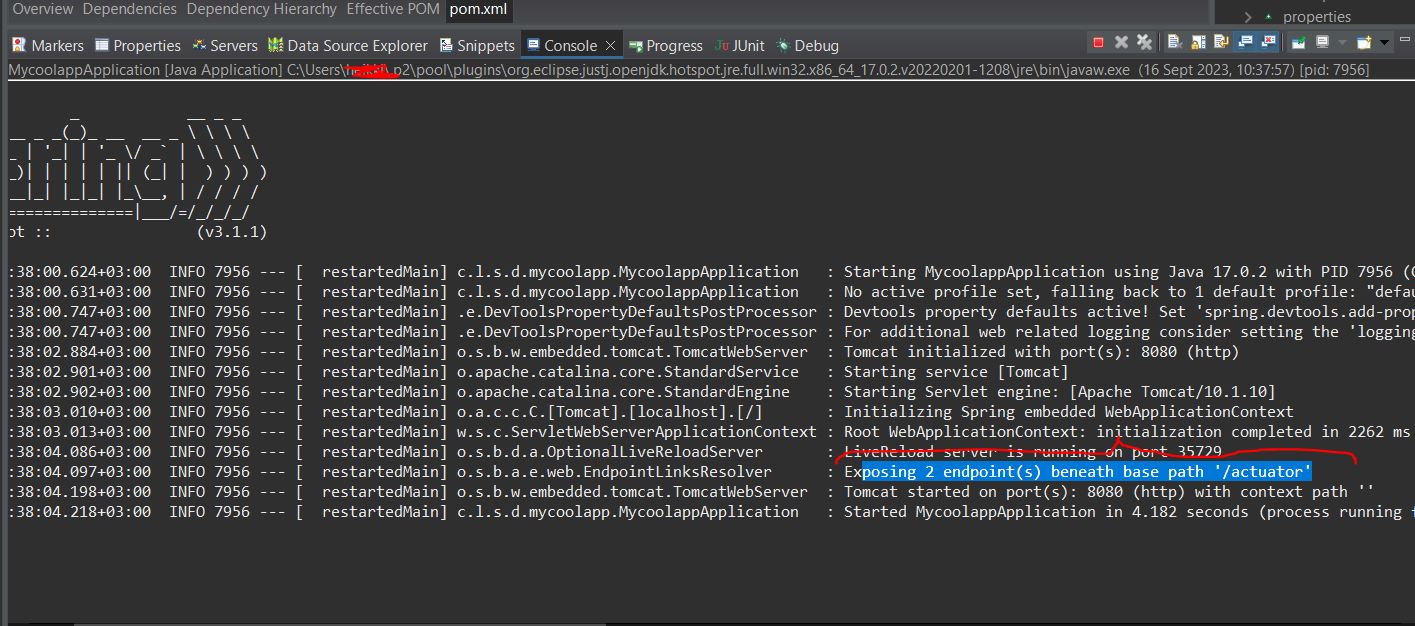 Overview Dependencies Dependency Hierarchy Effective POM pom.xml
properties
Markers Properties Servers Data Source Explorer Snippets Console Progress JUnit Debug
MycoolappApplication [Java Application] C:\Users\ .p2\pool\plugins\org.eclipse.justj.openjdk.hotspot.jre.full.win32.x86_64_17.0.2.v20220201-1208\jre\bin\javaw.exe (16 Sept 2023, 10:37:57) [pid: 7956]
ot :: (v3.1.1)
:38:00.624+03:00 INFO 7956 --- [ restartedMain] c.l.s.d.mycoolapp.MycoolappApplication : Starting MycoolappApplication using Java 17.0.2 with PID 7956 (
:38:00.631+03:00 INFO 7956 --- [ restartedMain] c.l.s.d.mycoolapp.MycoolappApplication : No active profile set, falling back to 1 default profile: "defau
:38:00.747+03:00 INFO 7956 --- [ restartedMain] .e.DevToolsPropertyDefaultsPostProcessor : Devtools property defaults active! Set 'spring.devtools.add-prop
:38:00.747+03:00 INFO 7956 --- [ restartedMain] .e.DevToolsPropertyDefaultsPostProcessor : For additional web related logging consider setting the 'logging
:38:02.884+03:00 INFO 7956 --- [ restartedMain] o.s.b.w.embedded.tomcat.TomcatWebServer : Tomcat initialized with port(s): 8080 (http)
:38:02.901+03:00 INFO 7956 --- [ restartedMain] o.apache.catalina.core.StandardService : Starting service [Tomcat]
:38:02.902+03:00 INFO 7956 --- [ restartedMain] o.apache.catalina.core.StandardEngine : Starting Servlet engine: [Apache Tomcat/10.1.10]
:38:03.010+03:00 INFO 7956 --- [ restartedMain] o.a.c.c.C.[Tomcat].[localhost].[/] : Initializing Spring embedded WebApplicationContext
:38:03.013+03:00 INFO 7956 --- [ restartedMain] w.s.c.ServletWebServerApplicationContext : Root WebApplicationContext: initialization completed in 2262 ms
:38:04.086+03:00 INFO 7956 --- [ restartedMain] o.s.b.d.a.OptionalLiveReloadServer : LiveReload server is running on port 35729
:38:04.097+03:00 INFO 7956 --- [ restartedMain] o.s.b.a.e.web.EndpointLinksResolver : Exposing 2 endpoint(s) beneath base path '/actuator'
:38:04.198+03:00 INFO 7956 --- [ restartedMain] o.s.b.w.embedded.tomcat.TomcatWebServer : Tomcat started on port(s): 8080 (http) with context path ''
:38:04.218+03:00 INFO 7956 --- [ restartedMain] c.l.s.d.mycoolapp.MycoolappApplication : Started MycoolappApplication in 4.182 seconds (process running f